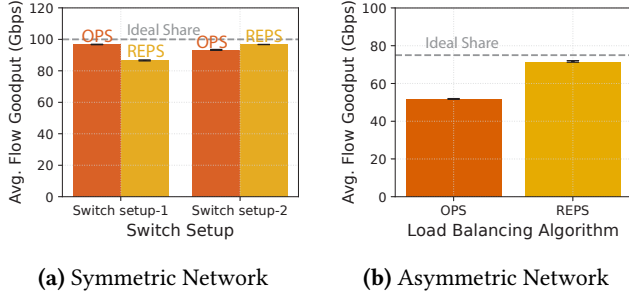 Avg. Flow Goodput (Gbps)
120
100
80
60
40
20
0
Ideal Share
OPS
REPS
OPS
REPS
Switch setup-1
Switch setup-2
Switch Setup
(a) Symmetric Network
Avg. Flow Goodput (Gbps)
100
80
60
40
20
0
Ideal Share
OPS
REPS
Load Balancing Algorithm
(b) Asymmetric Network